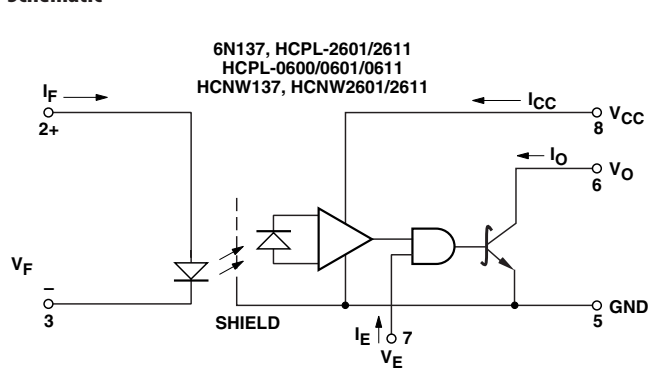 Schematic
6N137, HCPL-2601/2611
HCPL-0600/0601/0611
HCNW137, HCNW2601/2611
IF
2+
ICC
8
VCC
IO
6
VO
VF
–
3
SHIELD
IE
7
VE
5
GND